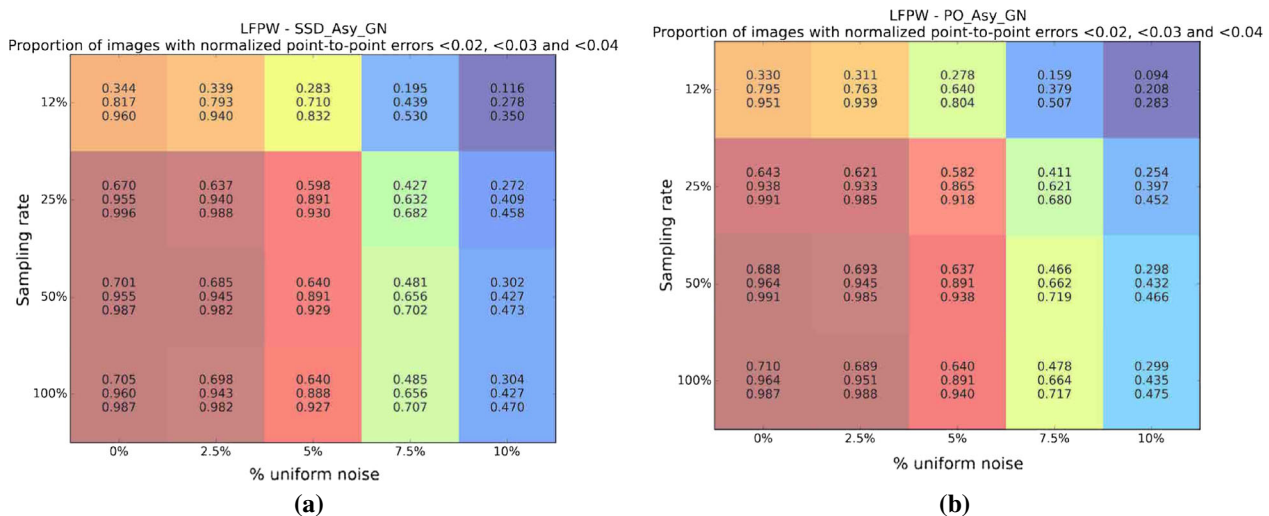 LFPW - SSD_Asy_GN
Proportion of images with normalized point-to-point errors <0.02, <0.03 and <0.04
Sampling rate
12%
0.344 0.339 0.283 0.195 0.116
0.817 0.793 0.710 0.439 0.278
0.960 0.940 0.832 0.530 0.350
25%
0.670 0.637 0.598 0.427 0.272
0.955 0.940 0.891 0.632 0.409
0.996 0.988 0.930 0.682 0.458
50%
0.701 0.685 0.640 0.481 0.302
0.955 0.945 0.891 0.656 0.427
0.987 0.982 0.929 0.702 0.473
100%
0.705 0.698 0.640 0.485 0.304
0.960 0.943 0.888 0.656 0.427
0.987 0.982 0.927 0.707 0.470
0% 2.5% 5% 7.5% 10%
% uniform noise
(a)
LFPW - PO_Asy_GN
Proportion of images with normalized point-to-point errors <0.02, <0.03 and <0.04
Sampling rate
12%
0.330 0.311 0.278 0.159 0.094
0.795 0.763 0.640 0.379 0.208
0.951 0.939 0.804 0.507 0.283
25%
0.643 0.621 0.582 0.411 0.254
0.938 0.933 0.865 0.621 0.397
0.991 0.985 0.918 0.680 0.452
50%
0.688 0.693 0.637 0.466 0.298
0.964 0.945 0.891 0.662 0.432
0.991 0.985 0.938 0.719 0.466
100%
0.710 0.689 0.640 0.478 0.299
0.964 0.951 0.891 0.664 0.435
0.987 0.988 0.940 0.717 0.475
0% 2.5% 5% 7.5% 10%
% uniform noise
(b)